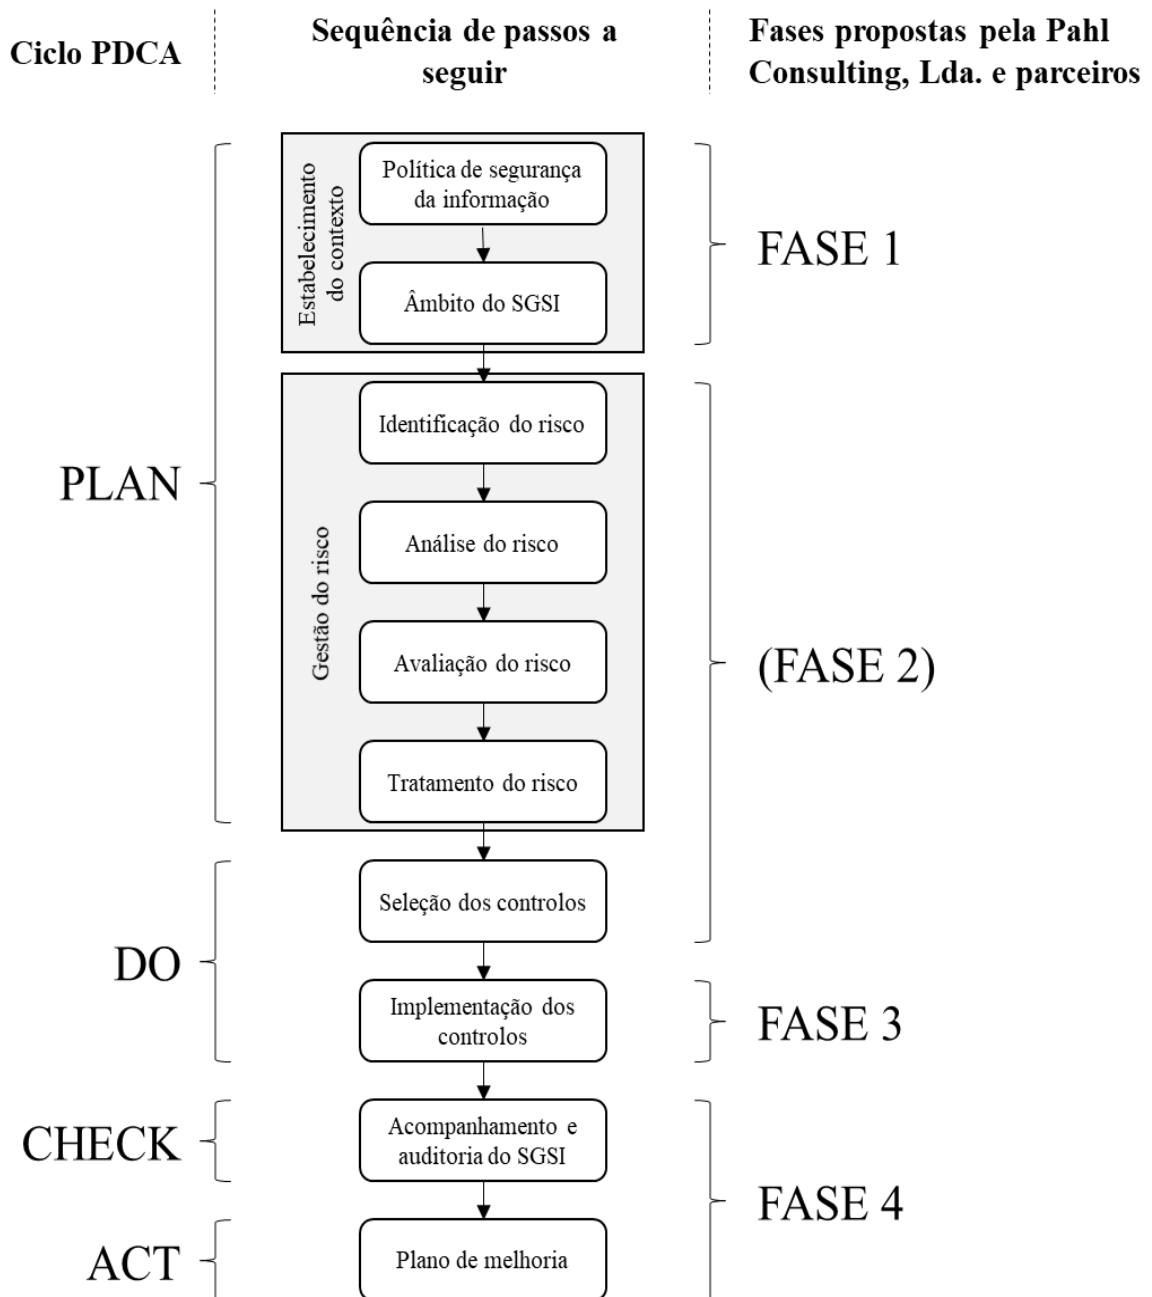 Ciclo PDCA
Sequência de passos a
seguir
Fases propostas pela Pahl
Consulting, Lda. e parceiros
Estabelecimento
do contexto
Política de segurança
da informação
Âmbito do SGSI
FASE 1
PLAN
Gestão do risco
Identificação do risco
Análise do risco
Avaliação do risco
Tratamento do risco
(FASE 2)
DO
Seleção dos controlos
Implementação dos
controlos
FASE 3
CHECK
Acompanhamento e
auditoria do SGSI
FASE 4
ACT
Plano de melhoria